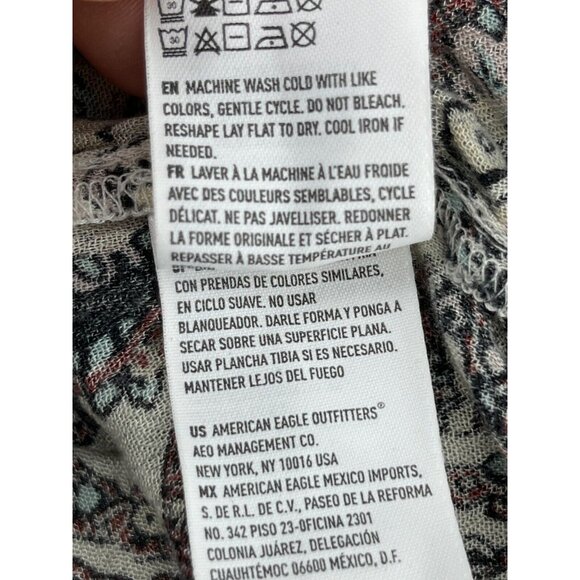 30
30
EN MACHINE WASH COLD WITH LIKE
COLORS, GENTLE CYCLE. DO NOT BLEACH.
RESHAPE LAY FLAT TO DRY. COOL IRON IF
NEEDED.
FR LAVER À LA MACHINE À L'EAU FROIDE
AVEC DES COULEURS SEMBLABLES, CYCLE
DÉLICAT. NE PAS JAVELLISER. REDONNER
LA FORME ORIGINALE ET SÉCHER À PLAT.
REPASSER À BASSE TEMPÉRATURE AU
CON PRENDAS DE COLORES SIMILARES,
EN CICLO SUAVE. NO USAR
BLANQUEADOR. DARLE FORMA Y PONGA A
SECAR SOBRE UNA SUPERFICIE PLANA.
USAR PLANCHA TIBIA SI ES NECESARIO.
MANTENER LEJOS DEL FUEGO
US AMERICAN EAGLE OUTFITTERS®
AEO MANAGEMENT CO.
NEW YORK, NY 10016 USA
MX AMERICAN EAGLE MEXICO IMPORTS,
S. DE R.L. DE C.V., PASEO DE LA REFORMA
NO. 342 PISO 23-OFICINA 2301
COLONIA JUÁREZ, DELEGACIÓN
CUAUHTÉMOC 06600 MÉXICO, D.F.